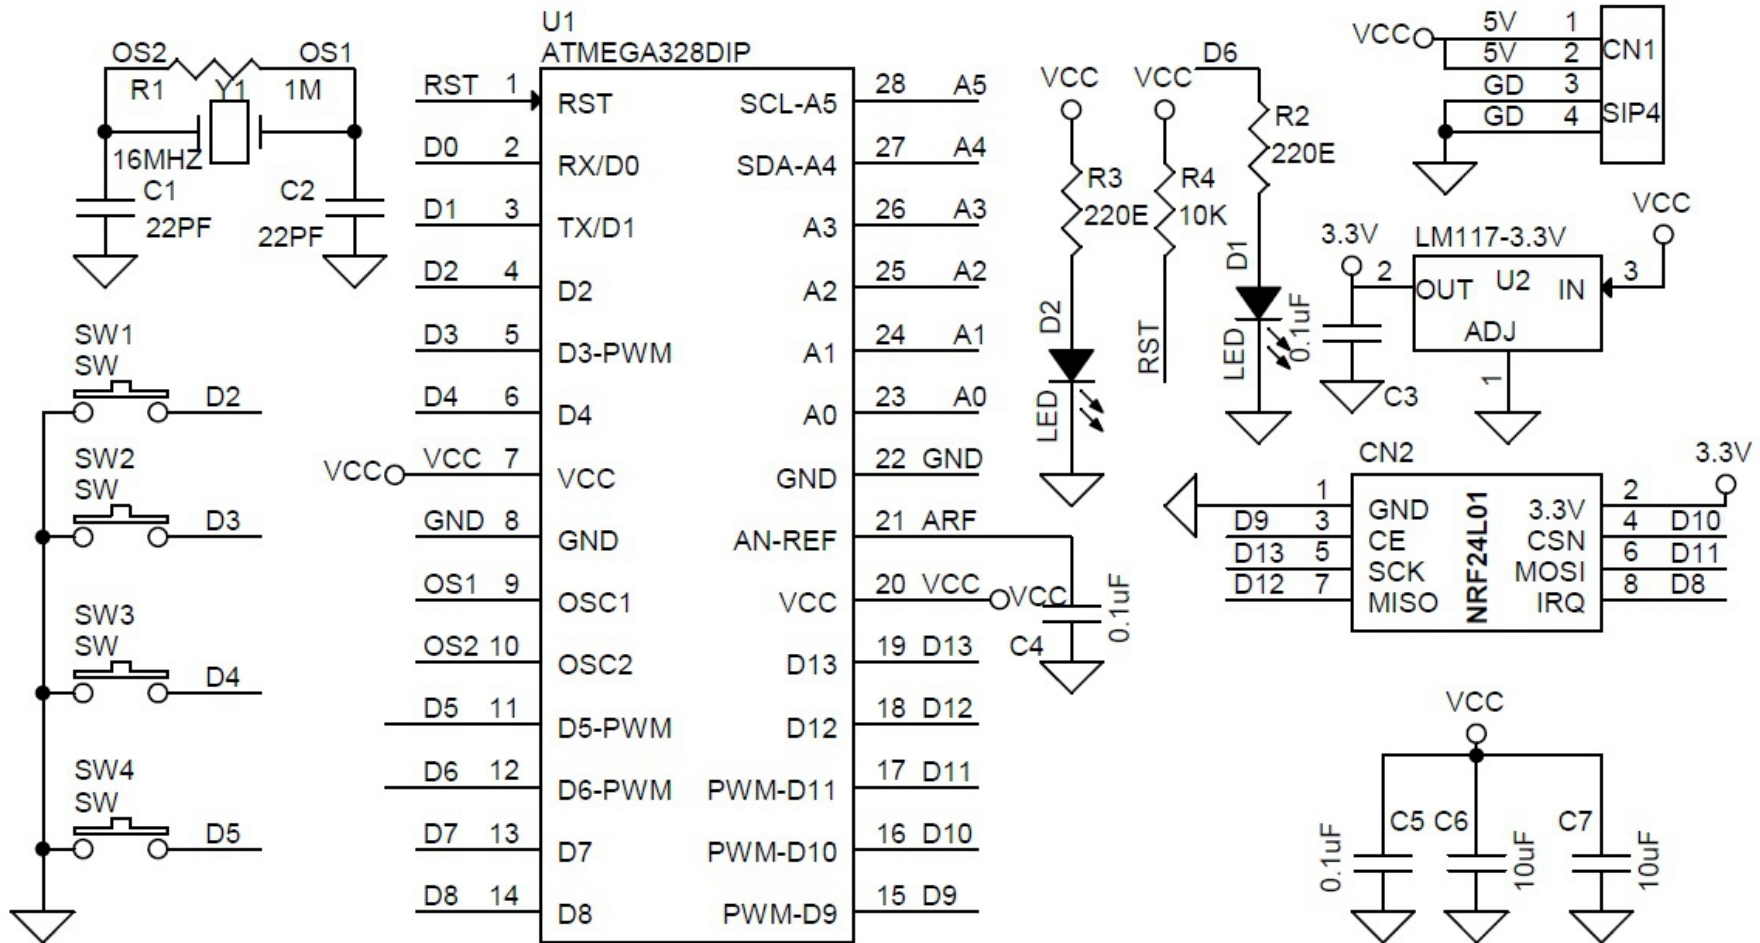 OS2 OS1
R1 Y1 1M
16MHZ
C1 C2
22PF 22PF
SW1
SW
D2
SW2
SW
D3
SW3
SW
D4
SW4
SW
D5
U1
ATMEGA328DIP
RST 1 RST SCL-A5 28 A5
D0 2 RX/D0 SDA-A4 27 A4
D1 3 TX/D1 A3 26 A3
D2 4 D2 A2 25 A2
D3 5 D3-PWM A1 24 A1
D4 6 D4 A0 23 A0
VCC VCC 7 VCC GND 22 GND
GND 8 GND AN-REF 21 ARF
OS1 9 OSC1 VCC 20 VCC VCC
OS2 10 OSC2 D13 19 D13
D5 11 D5-PWM D12 18 D12
D6 12 D6-PWM PWM-D11 17 D11
D7 13 D7 PWM-D10 16 D10
D8 14 D8 PWM-D9 15 D9
C4
0.1uF
VCC
R3
220E
D2
LED
VCC
R4
10K
RST
D6
R2
220E
D1
LED
VCC 5V 1
5V 2 CN1
GD 3
GD 4 SIP4
VCC
3.3V LM117-3.3V
2 OUT U2 IN 3
ADJ
1
0.1uF
C3
CN2
3.3V
1 GND 3.3V 2
D9 3 CE CSN 4 D10
D13 5 SCK MOSI 6 D11
D12 7 MISO IRQ 8 D8
NRF24L01
VCC
C5 C6 C7
0.1uF 10uF 10uF